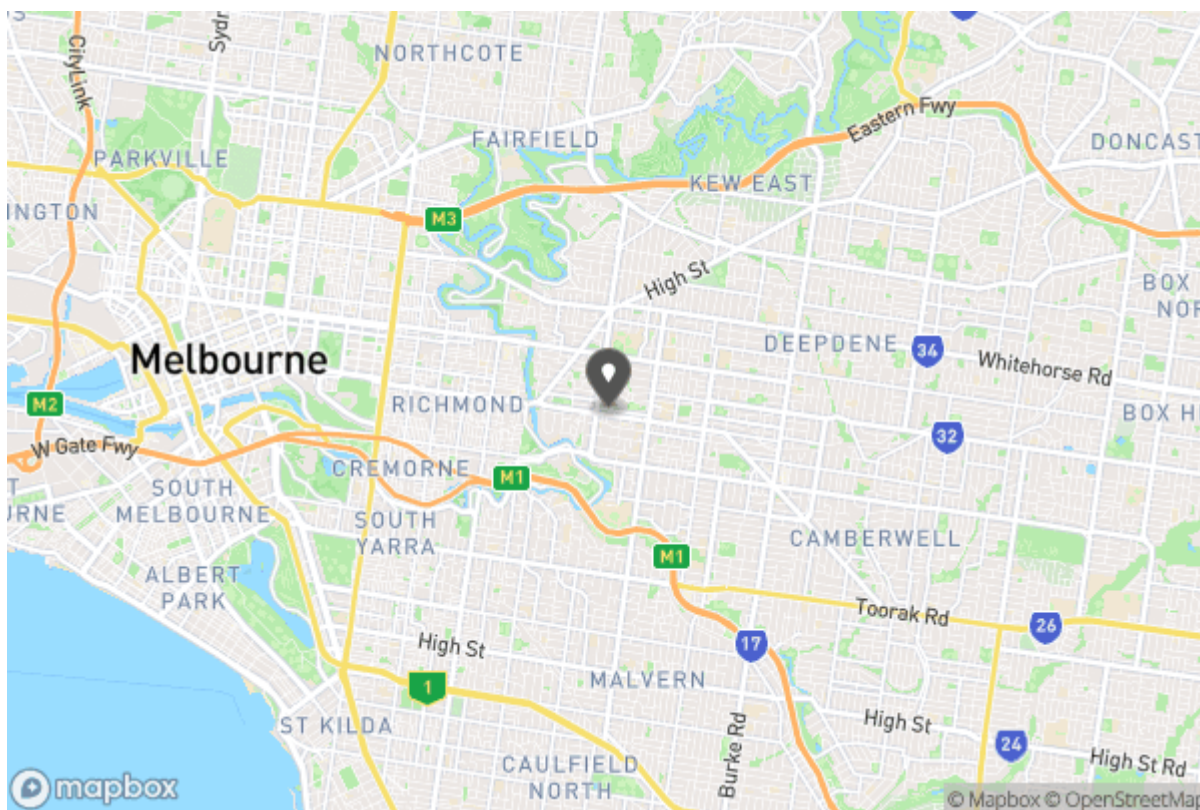 NORTHCOTE
CityLink
FAIRFIELD
Eastern Fwy
DONCAST
PARKVILLE
KEW EAST
INGTON
M3
High St
BOX
NO
Melbourne
DEEPDENE
34
Whitehorse Rd
M2
RICHMOND
BOX H
32
W Gate Fwy
CREMORNE
M1
SOUTH
MELBOURNE
URNE
SOUTH
YARRA
CAMBERWELL
M1
ALBERT
PARK
Toorak Rd
26
High St
17
MALVERN
1
ST KILDA
High St
24
Burke Rd
High St Rd
CAULFIELD
NORTH
mapbox
© Mapbox © OpenStreetMap